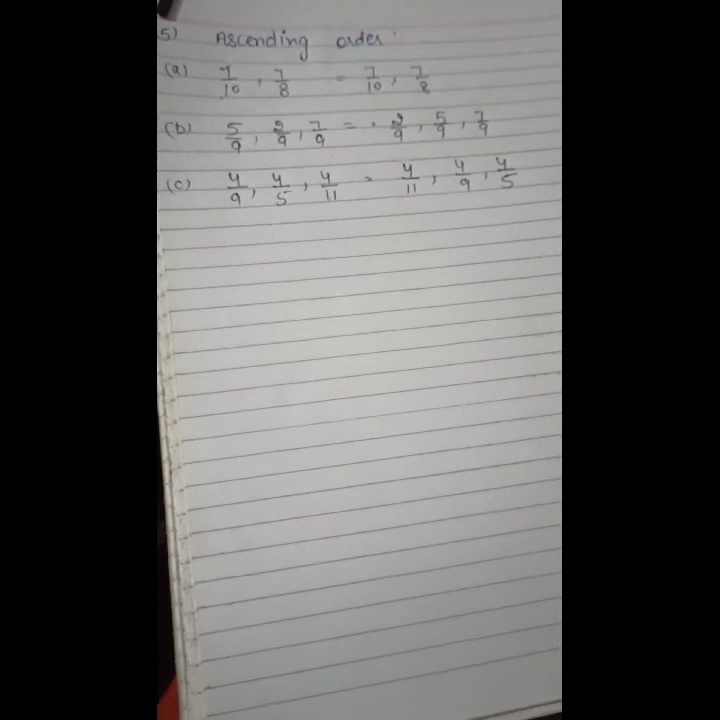 5) Ascending order:
(a) 7/10, 7/8 = 7/10, 7/8
(b) 5/9, 2/9, 7/9 = 2/9, 5/9, 7/9
(c) 4/9, 4/5, 4/11 = 4/11, 4/9, 4/5